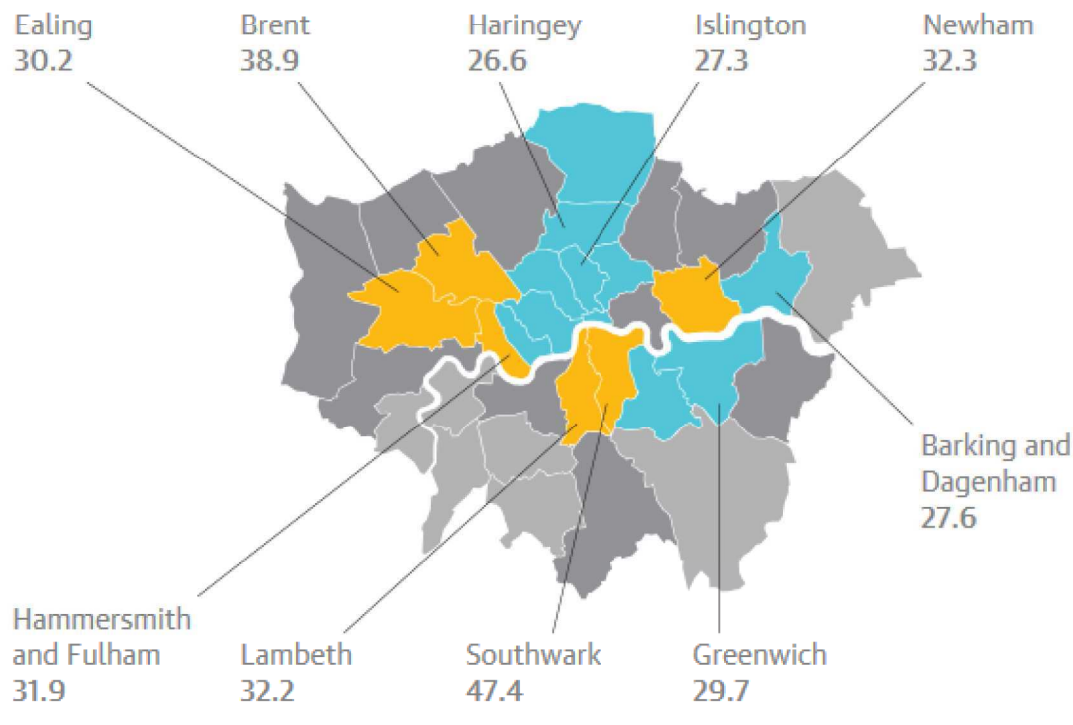 Ealing
30.2
Brent
38.9
Haringey
26.6
Islington
27.3
Newham
32.3
Barking and
Dagenham
27.6
Hammersmith
and Fulham
31.9
Lambeth
32.2
Southwark
47.4
Greenwich
29.7